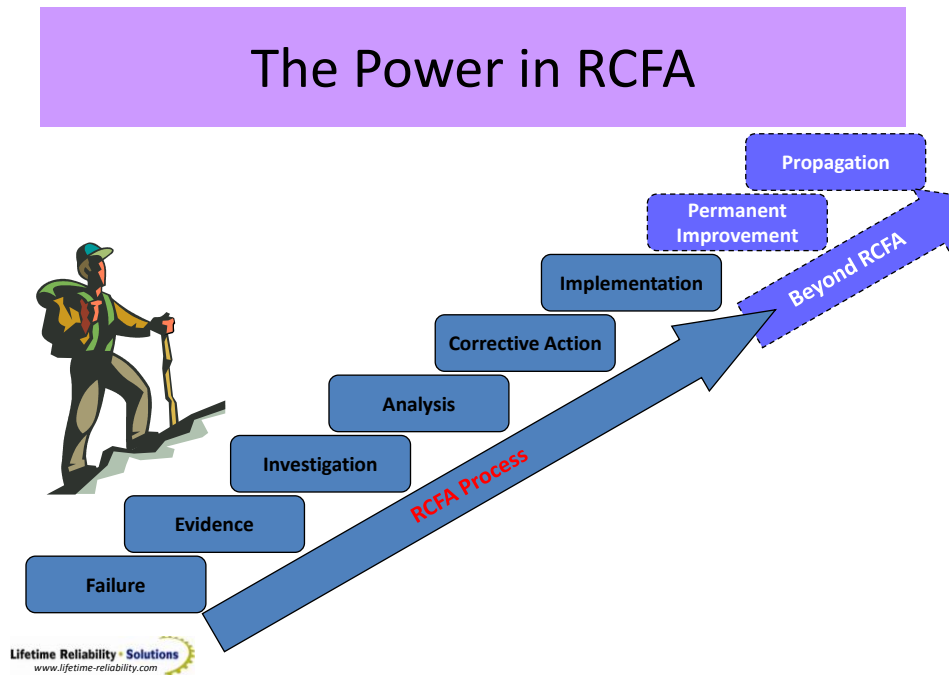 The Power in RCFA
Propagation
Permanent
Improvement
Beyond RCFA
Implementation
Corrective Action
Analysis
Investigation
RCFA Process
Evidence
Failure
Lifetime Reliability • Solutions
www.lifetime-reliability.com